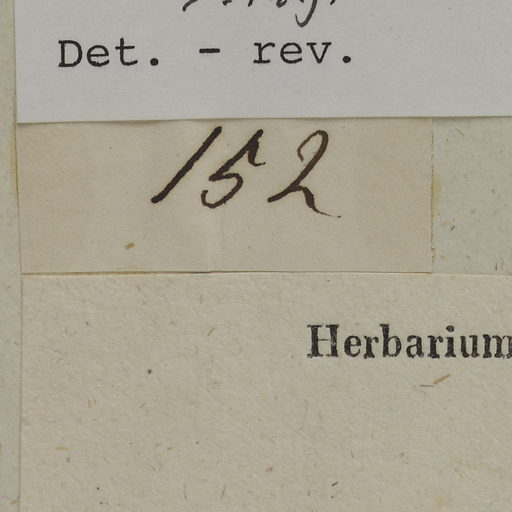 Det. - rev.
152
Herbarium